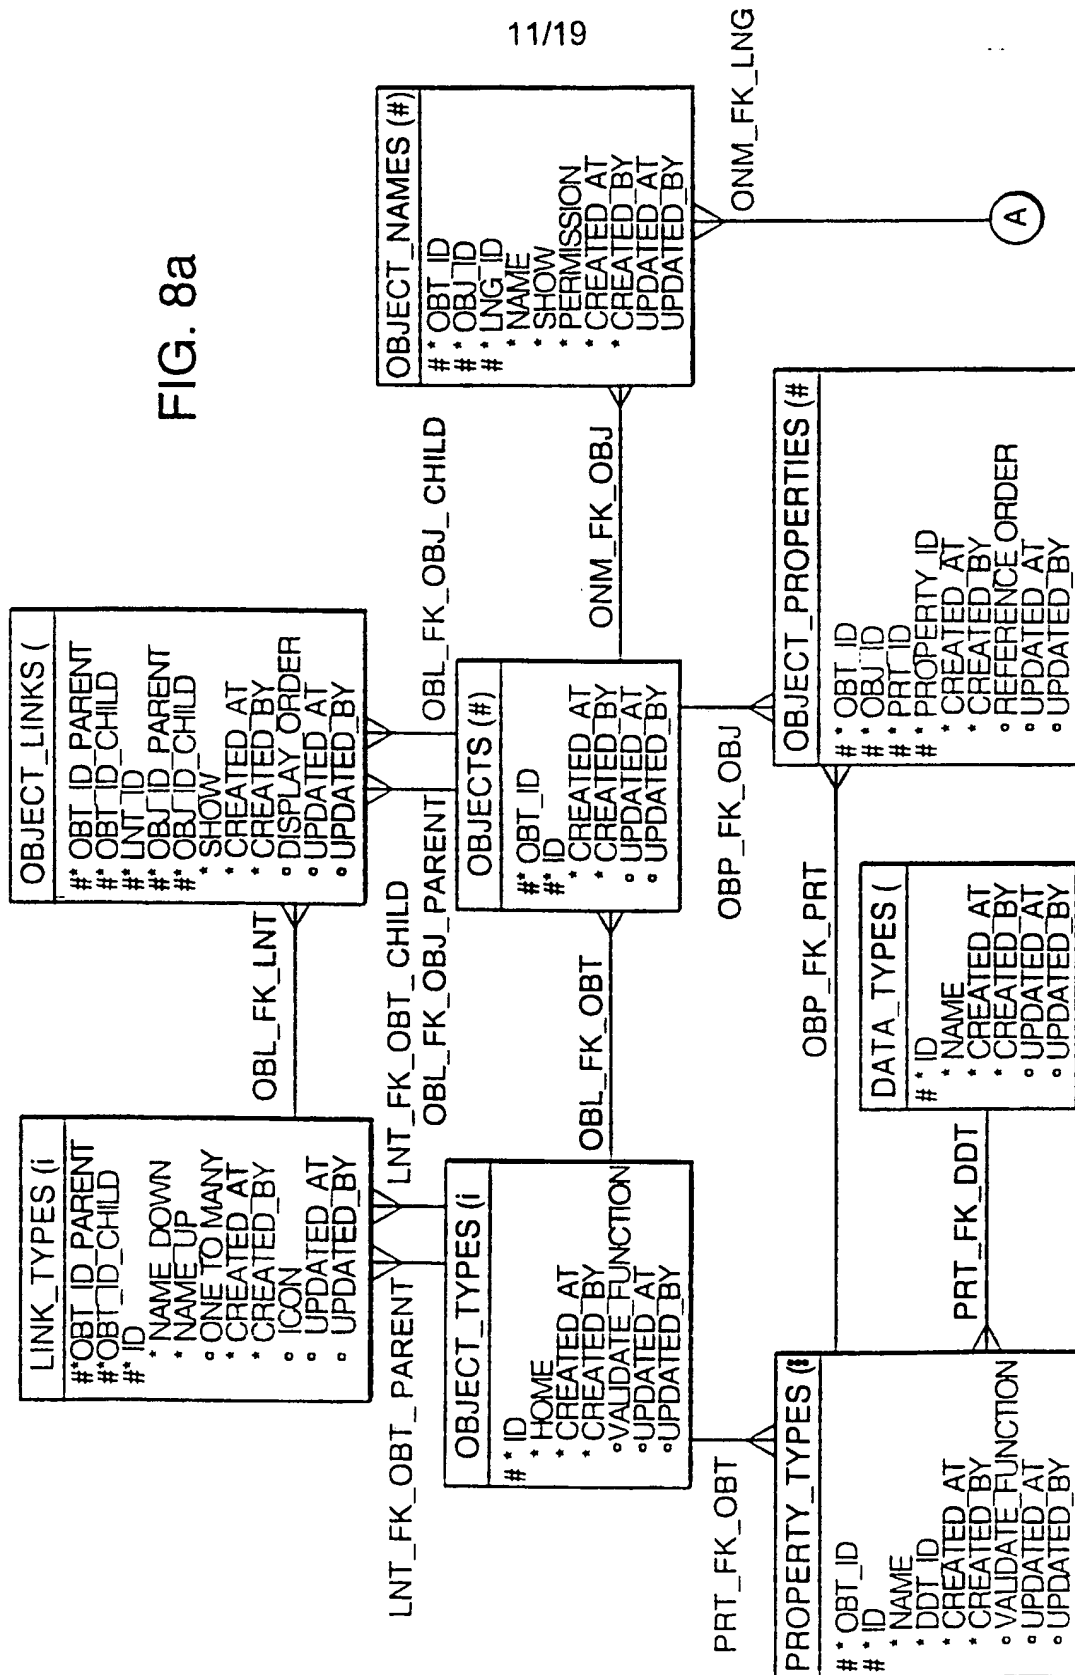 11/19
FIG. 8a
LINK_TYPES (i
#*OBT_ID_PARENT
#*OBT_ID_CHILD
#* ID
* NAME_DOWN
* NAME_UP
o ONE_TO_MANY
* CREATED_AT
* CREATED_BY
o ICON
o UPDATED_AT
o UPDATED_BY
OBL_FK_LNT
OBJECT_LINKS (
#* OBT_ID_PARENT
#* OBT_ID_CHILD
#* LNT_ID
#* OBJ_ID_PARENT
#* OBJ_ID_CHILD
* SHOW
* CREATED_AT
* CREATED_BY
o DISPLAY_ORDER
o UPDATED_AT
o UPDATED_BY
LNT_FK_OBT_PARENT
LNT_FK_OBT_CHILD
OBL_FK_OBJ_PARENT
OBL_FK_OBJ_CHILD
OBJECT_TYPES (i
# * ID
* HOME
* CREATED_AT
* CREATED_BY
o VALIDATE_FUNCTION
o UPDATED_AT
o UPDATED_BY
OBL_FK_OBT
OBJECTS (#)
#* OBT_ID
#* ID
* CREATED_AT
* CREATED_BY
o UPDATED_AT
o UPDATED_BY
ONM_FK_OBJ
OBJECT_NAMES (#)
# * OBT_ID
# * OBJ_ID
# * LNG_ID
* NAME
* SHOW
* PERMISSION
* CREATED_AT
* CREATED_BY
UPDATED_AT
UPDATED_BY
ONM_FK_LNG
A
PRT_FK_OBT
OBP_FK_OBJ
OBP_FK_PRT
PROPERTY_TYPES (#
# * OBT_ID
# * ID
* NAME
* DDT_ID
* CREATED_AT
* CREATED_BY
o VALIDATE_FUNCTION
o UPDATED_AT
o UPDATED_BY
PRT_FK_DDT
DATA_TYPES (
# * ID
* NAME
* CREATED_AT
* CREATED_BY
o UPDATED_AT
o UPDATED_BY
OBJECT_PROPERTIES (#
# * OBT_ID
# * OBJ_ID
# * PRT_ID
# * PROPERTY_ID
* CREATED_AT
* CREATED_BY
o REFERENCE_ORDER
o UPDATED_AT
o UPDATED_BY